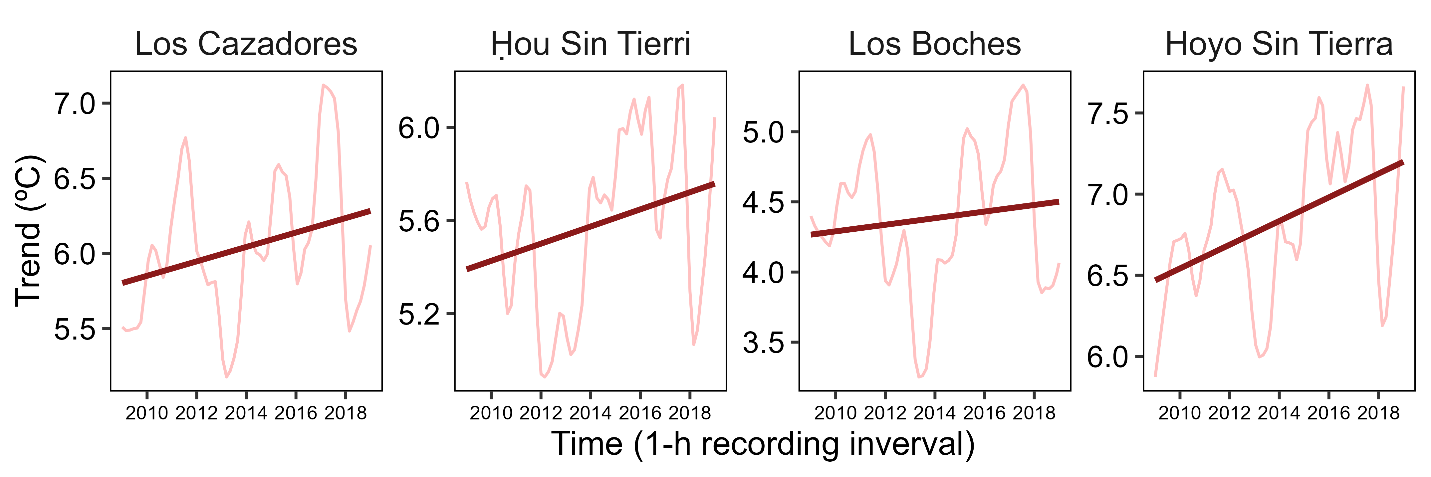 Los Cazadores
Ḥou Sin Tierri
Los Boches
Hoyo Sin Tierra
Trend (ºC)
7.0
6.5
6.0
5.5
6.0
5.6
5.2
5.0
4.5
4.0
3.5
7.5
7.0
6.5
6.0
2010 2012 2014 2016 2018
2010 2012 2014 2016 2018
2010 2012 2014 2016 2018
2010 2012 2014 2016 2018
Time (1-h recording inverval)